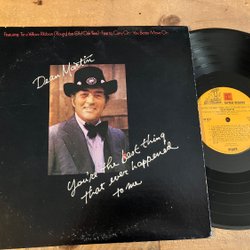 Featuring: Tie a Yellow Ribbon (Round the Old Oak Tree) • Free to Carry On • You Better Move On
Dean Martin
You're the best thing
that ever happened
to me